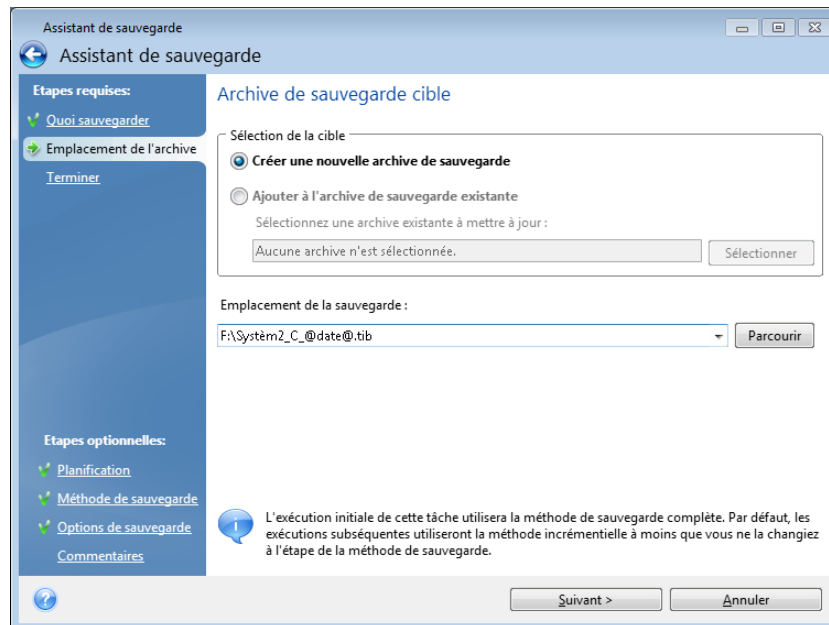 Assistant de sauvegarde
Assistant de sauvegarde
Etapes requises:
Quoi sauvegarder
Emplacement de l'archive
Terminer
Archive de sauvegarde cible
Sélection de la cible
Créer une nouvelle archive de sauvegarde
Ajouter à l'archive de sauvegarde existante
Sélectionnez une archive existante à mettre à jour :
Aucune archive n'est sélectionnée.
Sélectionner
Emplacement de la sauvegarde :
F:\Systèm2_C_@date@.tib
Parcourir
Etapes optionnelles:
Planification
Méthode de sauvegarde
Options de sauvegarde
Commentaires
L'exécution initiale de cette tâche utilisera la méthode de sauvegarde complète. Par défaut, les
exécutions subséquentes utiliseront la méthode incrémentielle à moins que vous ne la changiez
à l'étape de la méthode de sauvegarde.
Suivant >
Annuler